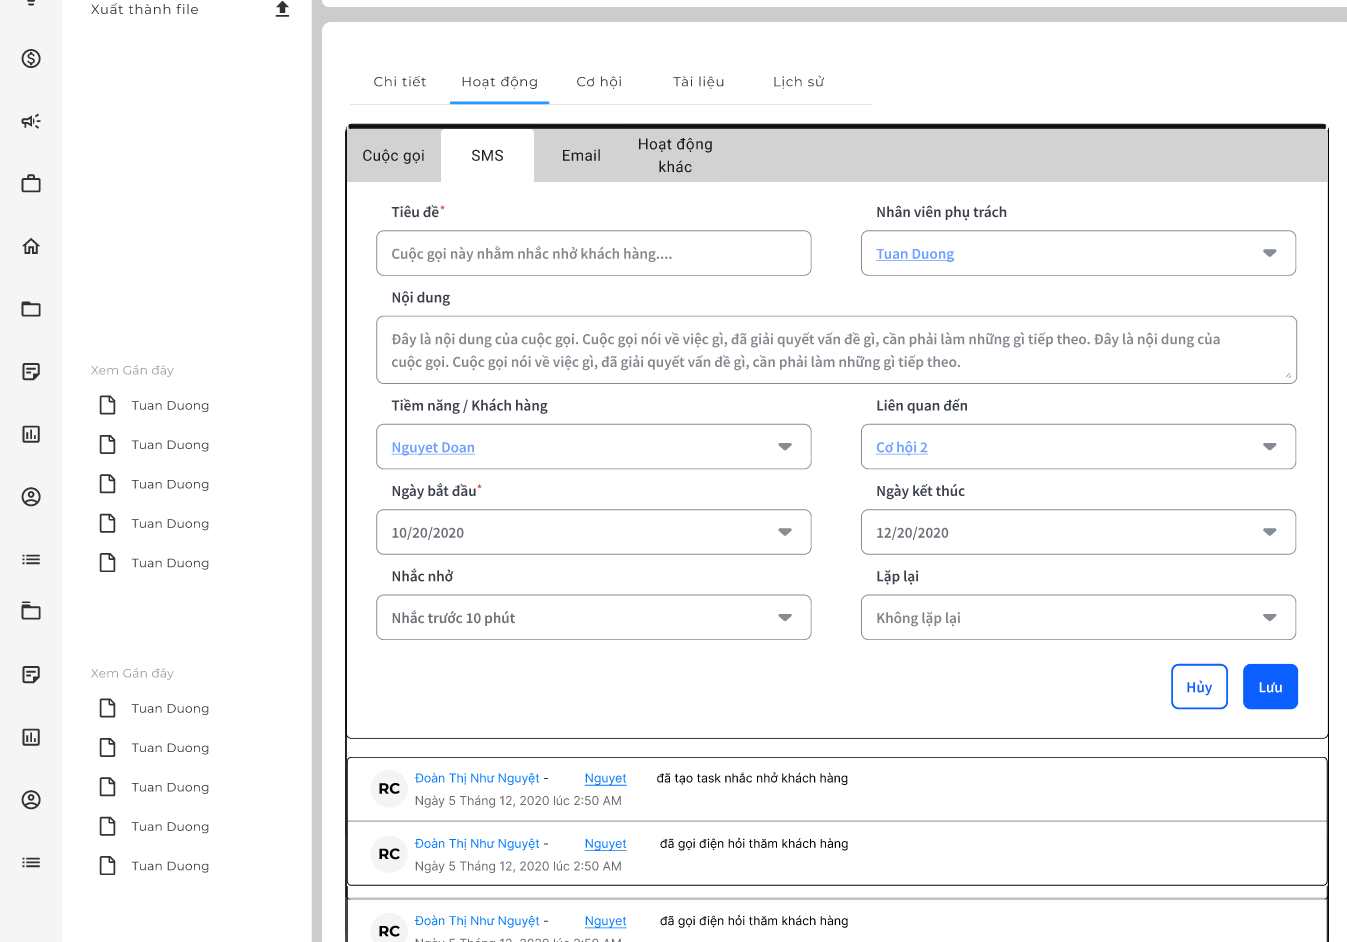 Xuất thành file
Xem Gần đây
Tuan Duong
Tuan Duong
Tuan Duong
Tuan Duong
Tuan Duong
Xem Gần đây
Tuan Duong
Tuan Duong
Tuan Duong
Tuan Duong
Tuan Duong
Chi tiết Hoạt động Cơ hội Tài liệu Lịch sử
Cuộc gọi SMS Email Hoạt động
khác
Tiêu đề* Nhân viên phụ trách
Cuộc gọi này nhằm nhắc nhở khách hàng.... Tuan Duong
Nội dung
Đây là nội dung của cuộc gọi. Cuộc gọi nói về việc gì, đã giải quyết vấn đề gì, cần phải làm những gì tiếp theo. Đây là nội dung của
cuộc gọi. Cuộc gọi nói về việc gì, đã giải quyết vấn đề gì, cần phải làm những gì tiếp theo.
Tiềm năng / Khách hàng Liên quan đến
Nguyet Doan Cơ hội 2
Ngày bắt đầu* Ngày kết thúc
10/20/2020 12/20/2020
Nhắc nhở Lặp lại
Nhắc trước 10 phút Không lặp lại
Hủy Lưu
RC Đoàn Thị Như Nguyệt - Nguyet đã tạo task nhắc nhở khách hàng
Ngày 5 Tháng 12, 2020 lúc 2:50 AM
RC Đoàn Thị Như Nguyệt - Nguyet đã gọi điện hỏi thăm khách hàng
Ngày 5 Tháng 12, 2020 lúc 2:50 AM
RC Đoàn Thị Như Nguyệt - Nguyet đã gọi điện hỏi thăm khách hàng
Ngày 5 Tháng 12, 2020 lúc 2:50 AM